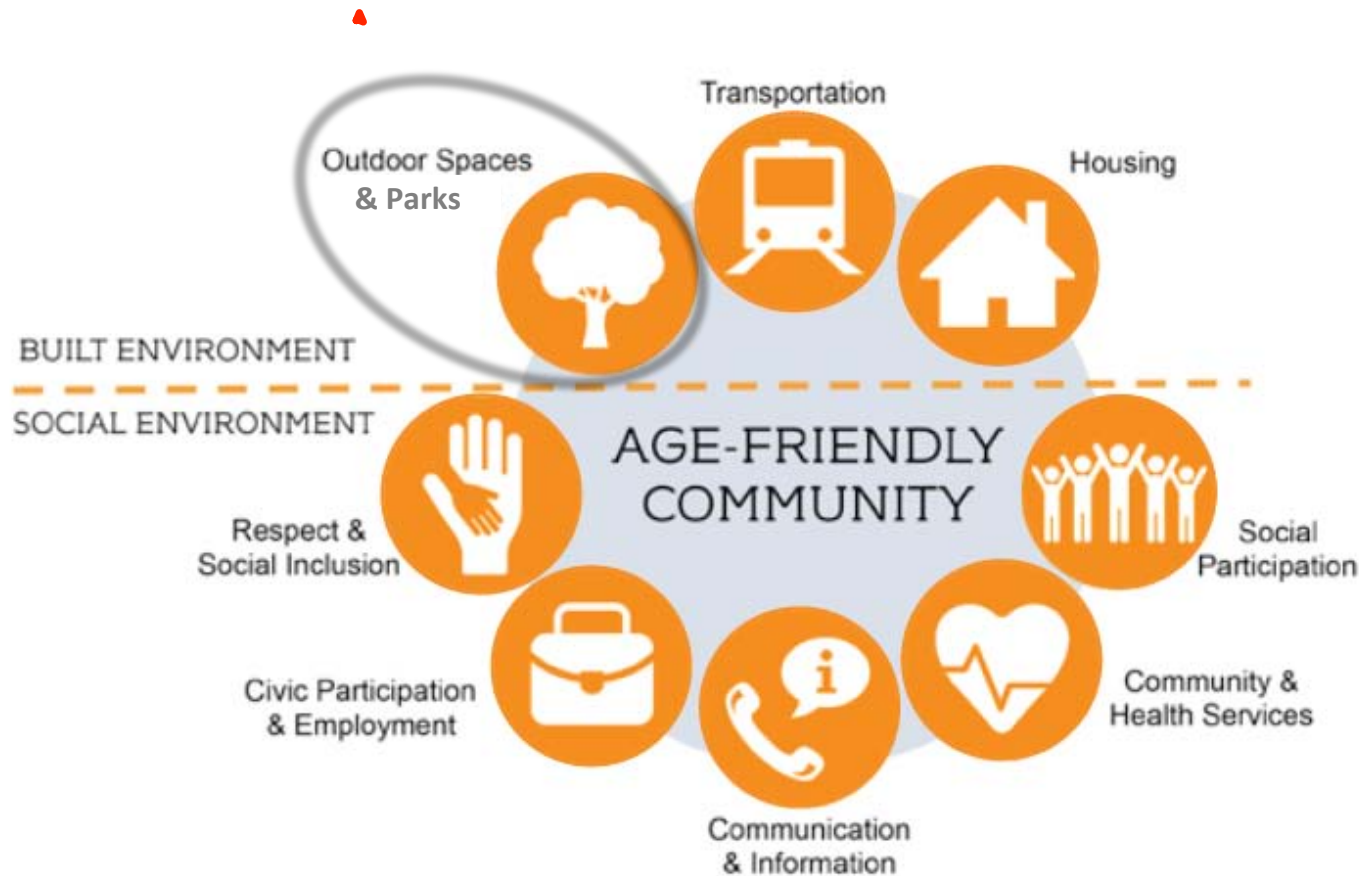 Transportation
Outdoor Spaces
& Parks
Housing
BUILT ENVIRONMENT
SOCIAL ENVIRONMENT
AGE-FRIENDLY
COMMUNITY
Respect &
Social Inclusion
Social
Participation
Civic Participation
& Employment
i
Community &
Health Services
Communication
& Information